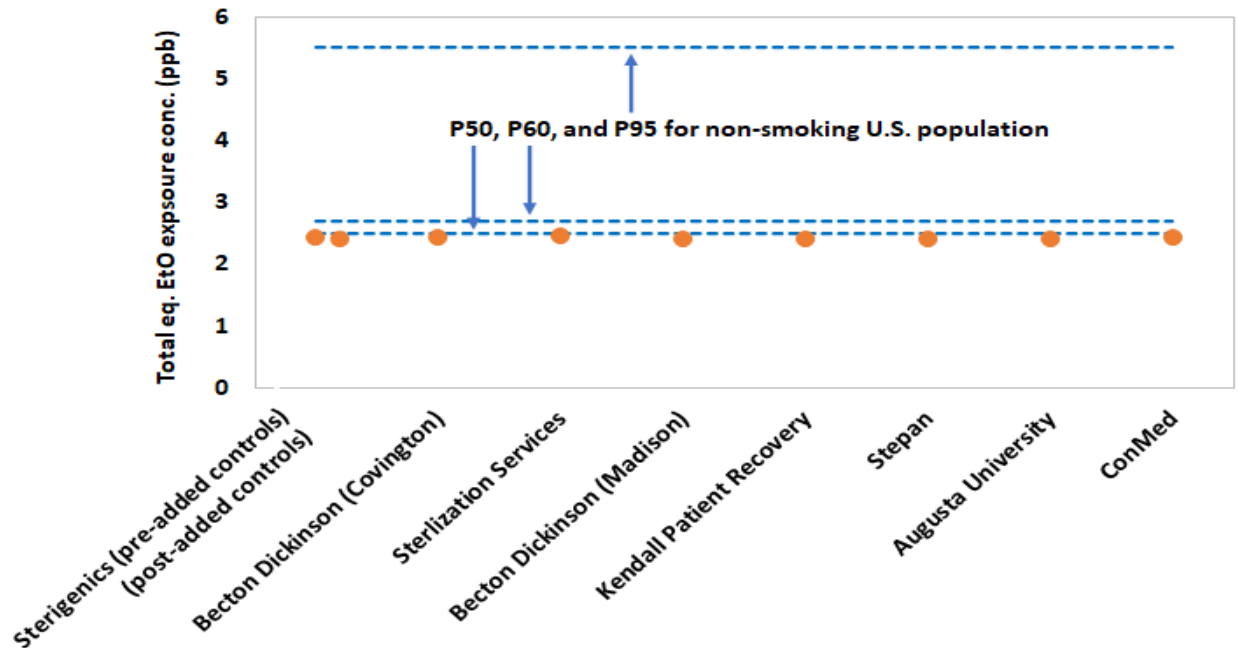 Total eq. EtO expsoure conc. (ppb)
6
5
4
3
2
1
0
P50, P60, and P95 for non-smoking U.S. population
Sterigenics (pre-added controls)
(post-added controls)
Becton Dickinson (Covington)
Sterlization Services
Becton Dickinson (Madison)
Kendall Patient Recovery
Stepan
Augusta University
ConMed